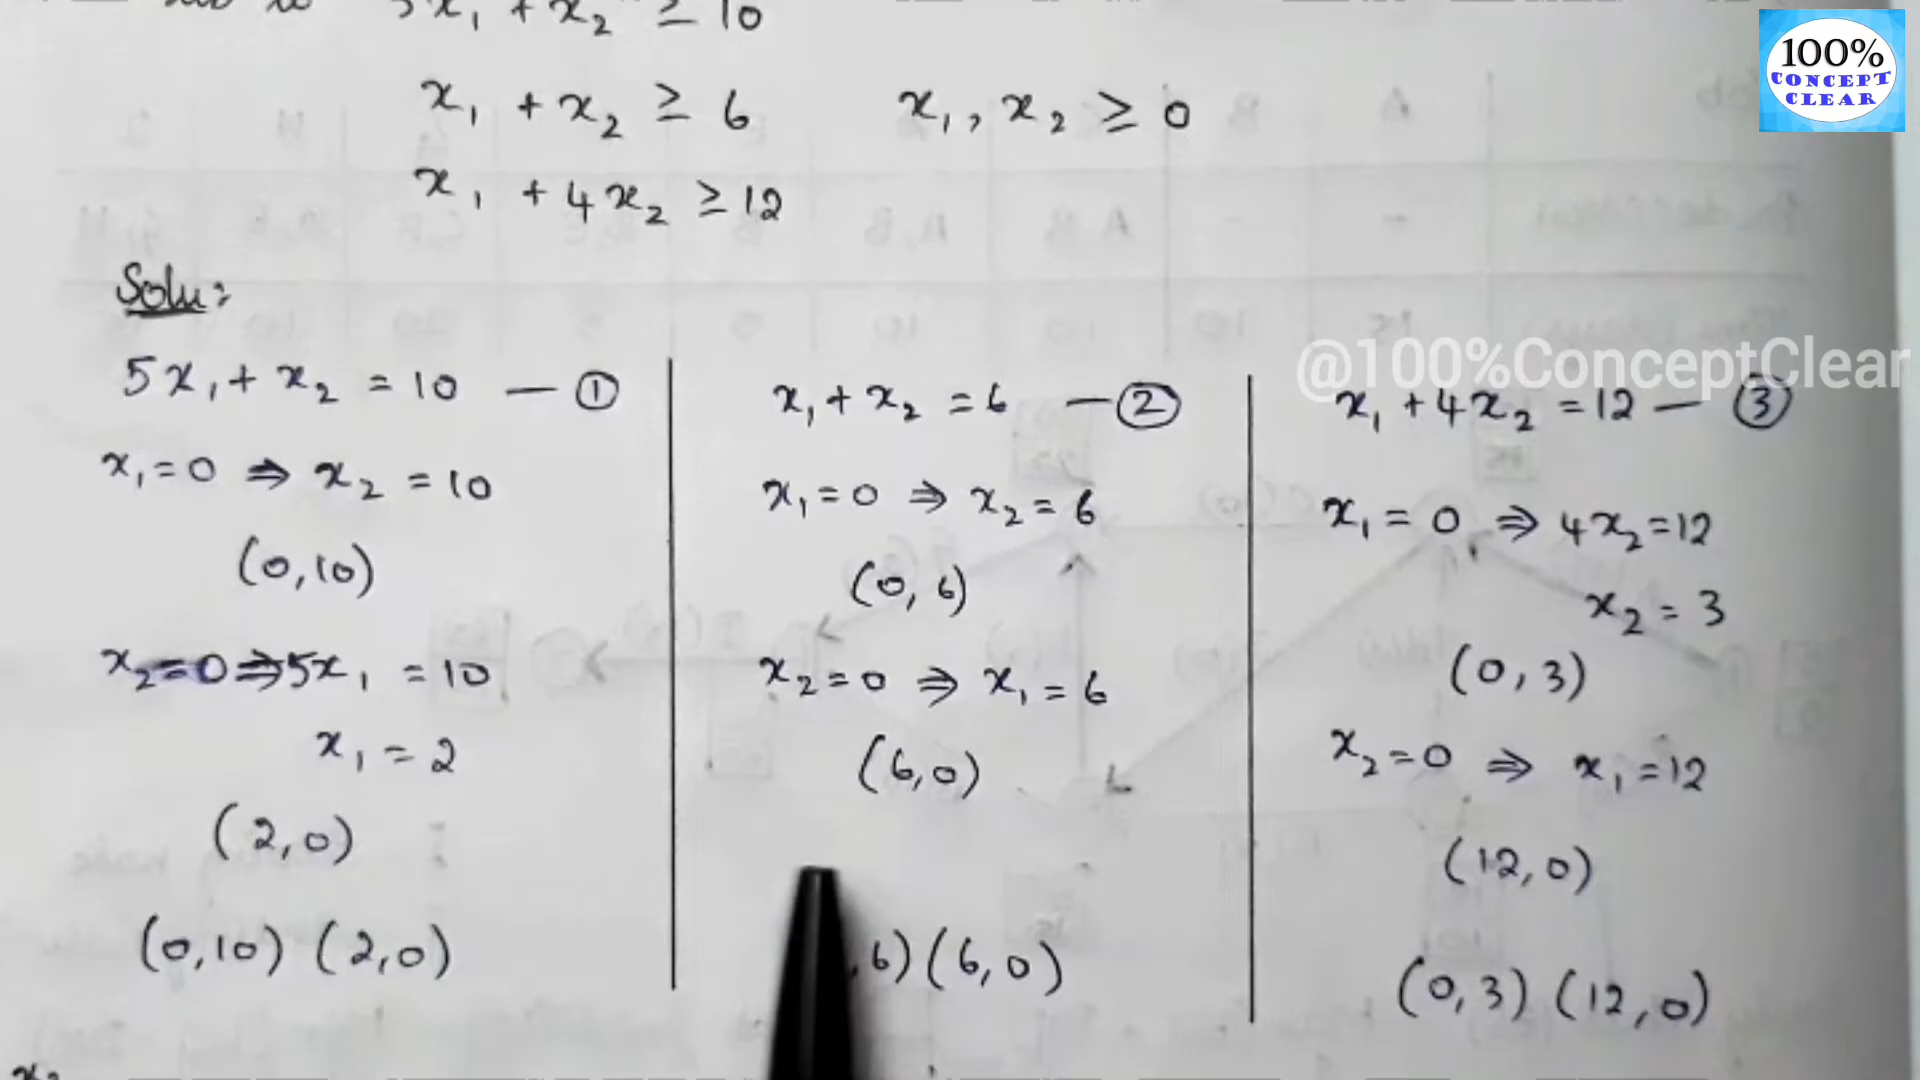 5x₁ + x₂ ≥ 10
x₁ + x₂ ≥ 6 x₁, x₂ ≥ 0
x₁ + 4x₂ ≥ 12
Solu:
5x₁ + x₂ = 10 — ①
x₁ = 0 ⇒ x₂ = 10
(0,10)
x₂ = 0 ⇒ 5x₁ = 10
x₁ = 2
(2,0)
(0,10) (2,0)
x₁ + x₂ = 6 — ②
x₁ = 0 ⇒ x₂ = 6
(0, 6)
x₂ = 0 ⇒ x₁ = 6
(6,0)
,6) (6,0)
x₁ + 4x₂ = 12 — ③
x₁ = 0 ⇒ 4x₂ = 12
x₂ = 3
(0,3)
x₂ = 0 ⇒ x₁ = 12
(12,0)
(0,3) (12,0)
x₂
100%
CONCEPT
CLEAR
@100%ConceptClear